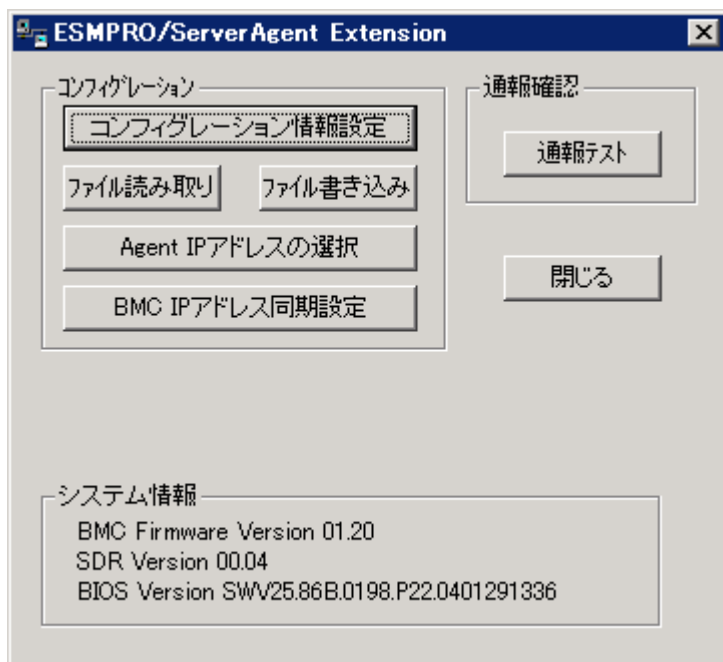 ESMPRO/ServerAgent Extension
コンフィグレーション
コンフィグレーション情報設定
ファイル読み取り
ファイル書き込み
Agent IPアドレスの選択
BMC IPアドレス同期設定
通報確認
通報テスト
閉じる
システム情報
BMC Firmware Version 01.20
SDR Version 00.04
BIOS Version SWV25.86B.0198.P22.0401291336